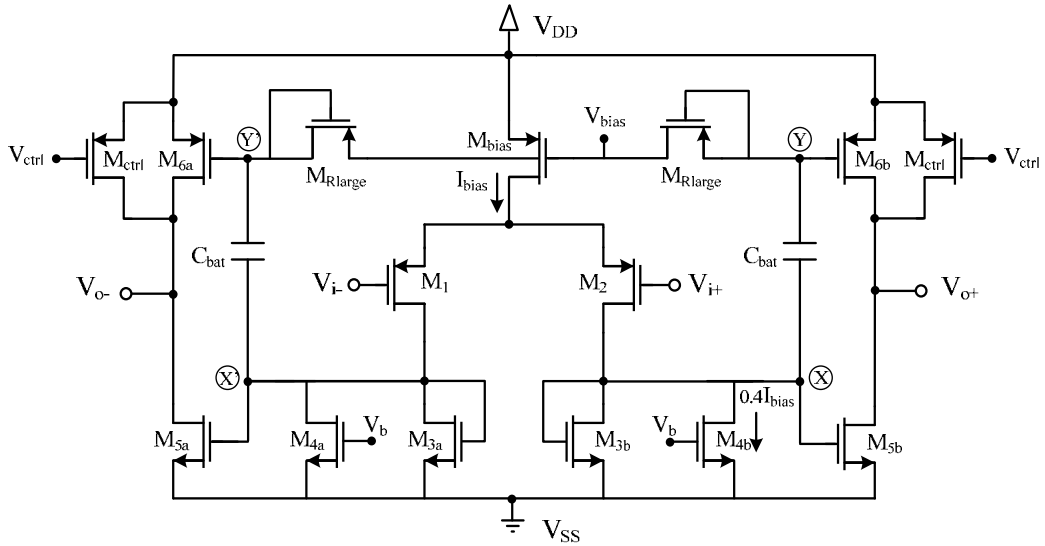 V_DD
V_ctrl
M_ctrl
M_6a
Y'
M_Rlarge
M_bias
V_bias
M_Rlarge
Y
M_6b
M_ctrl
V_ctrl
I_bias
C_bat
C_bat
V_o-
V_i-
M_1
M_2
V_i+
V_o+
X'
X
0.4I_bias
M_5a
M_4a
V_b
M_3a
M_3b
V_b
M_4b
M_5b
V_SS